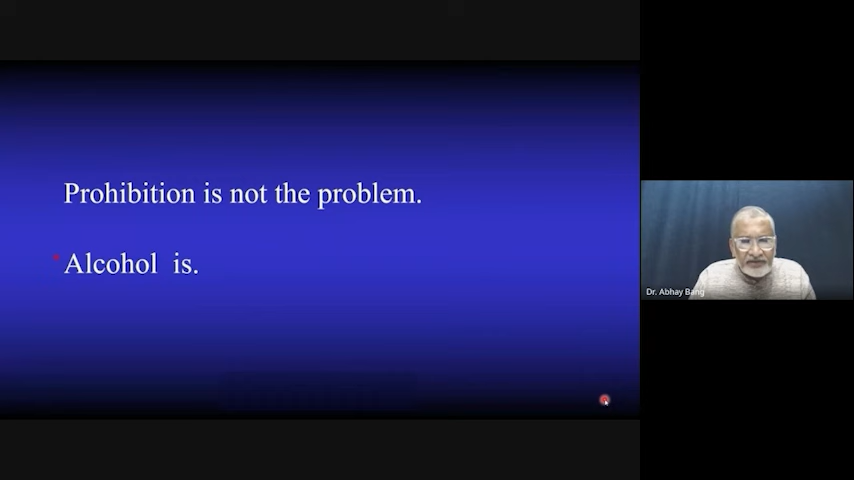 Prohibition is not the problem.
Alcohol is.
Dr. Abhay Bang